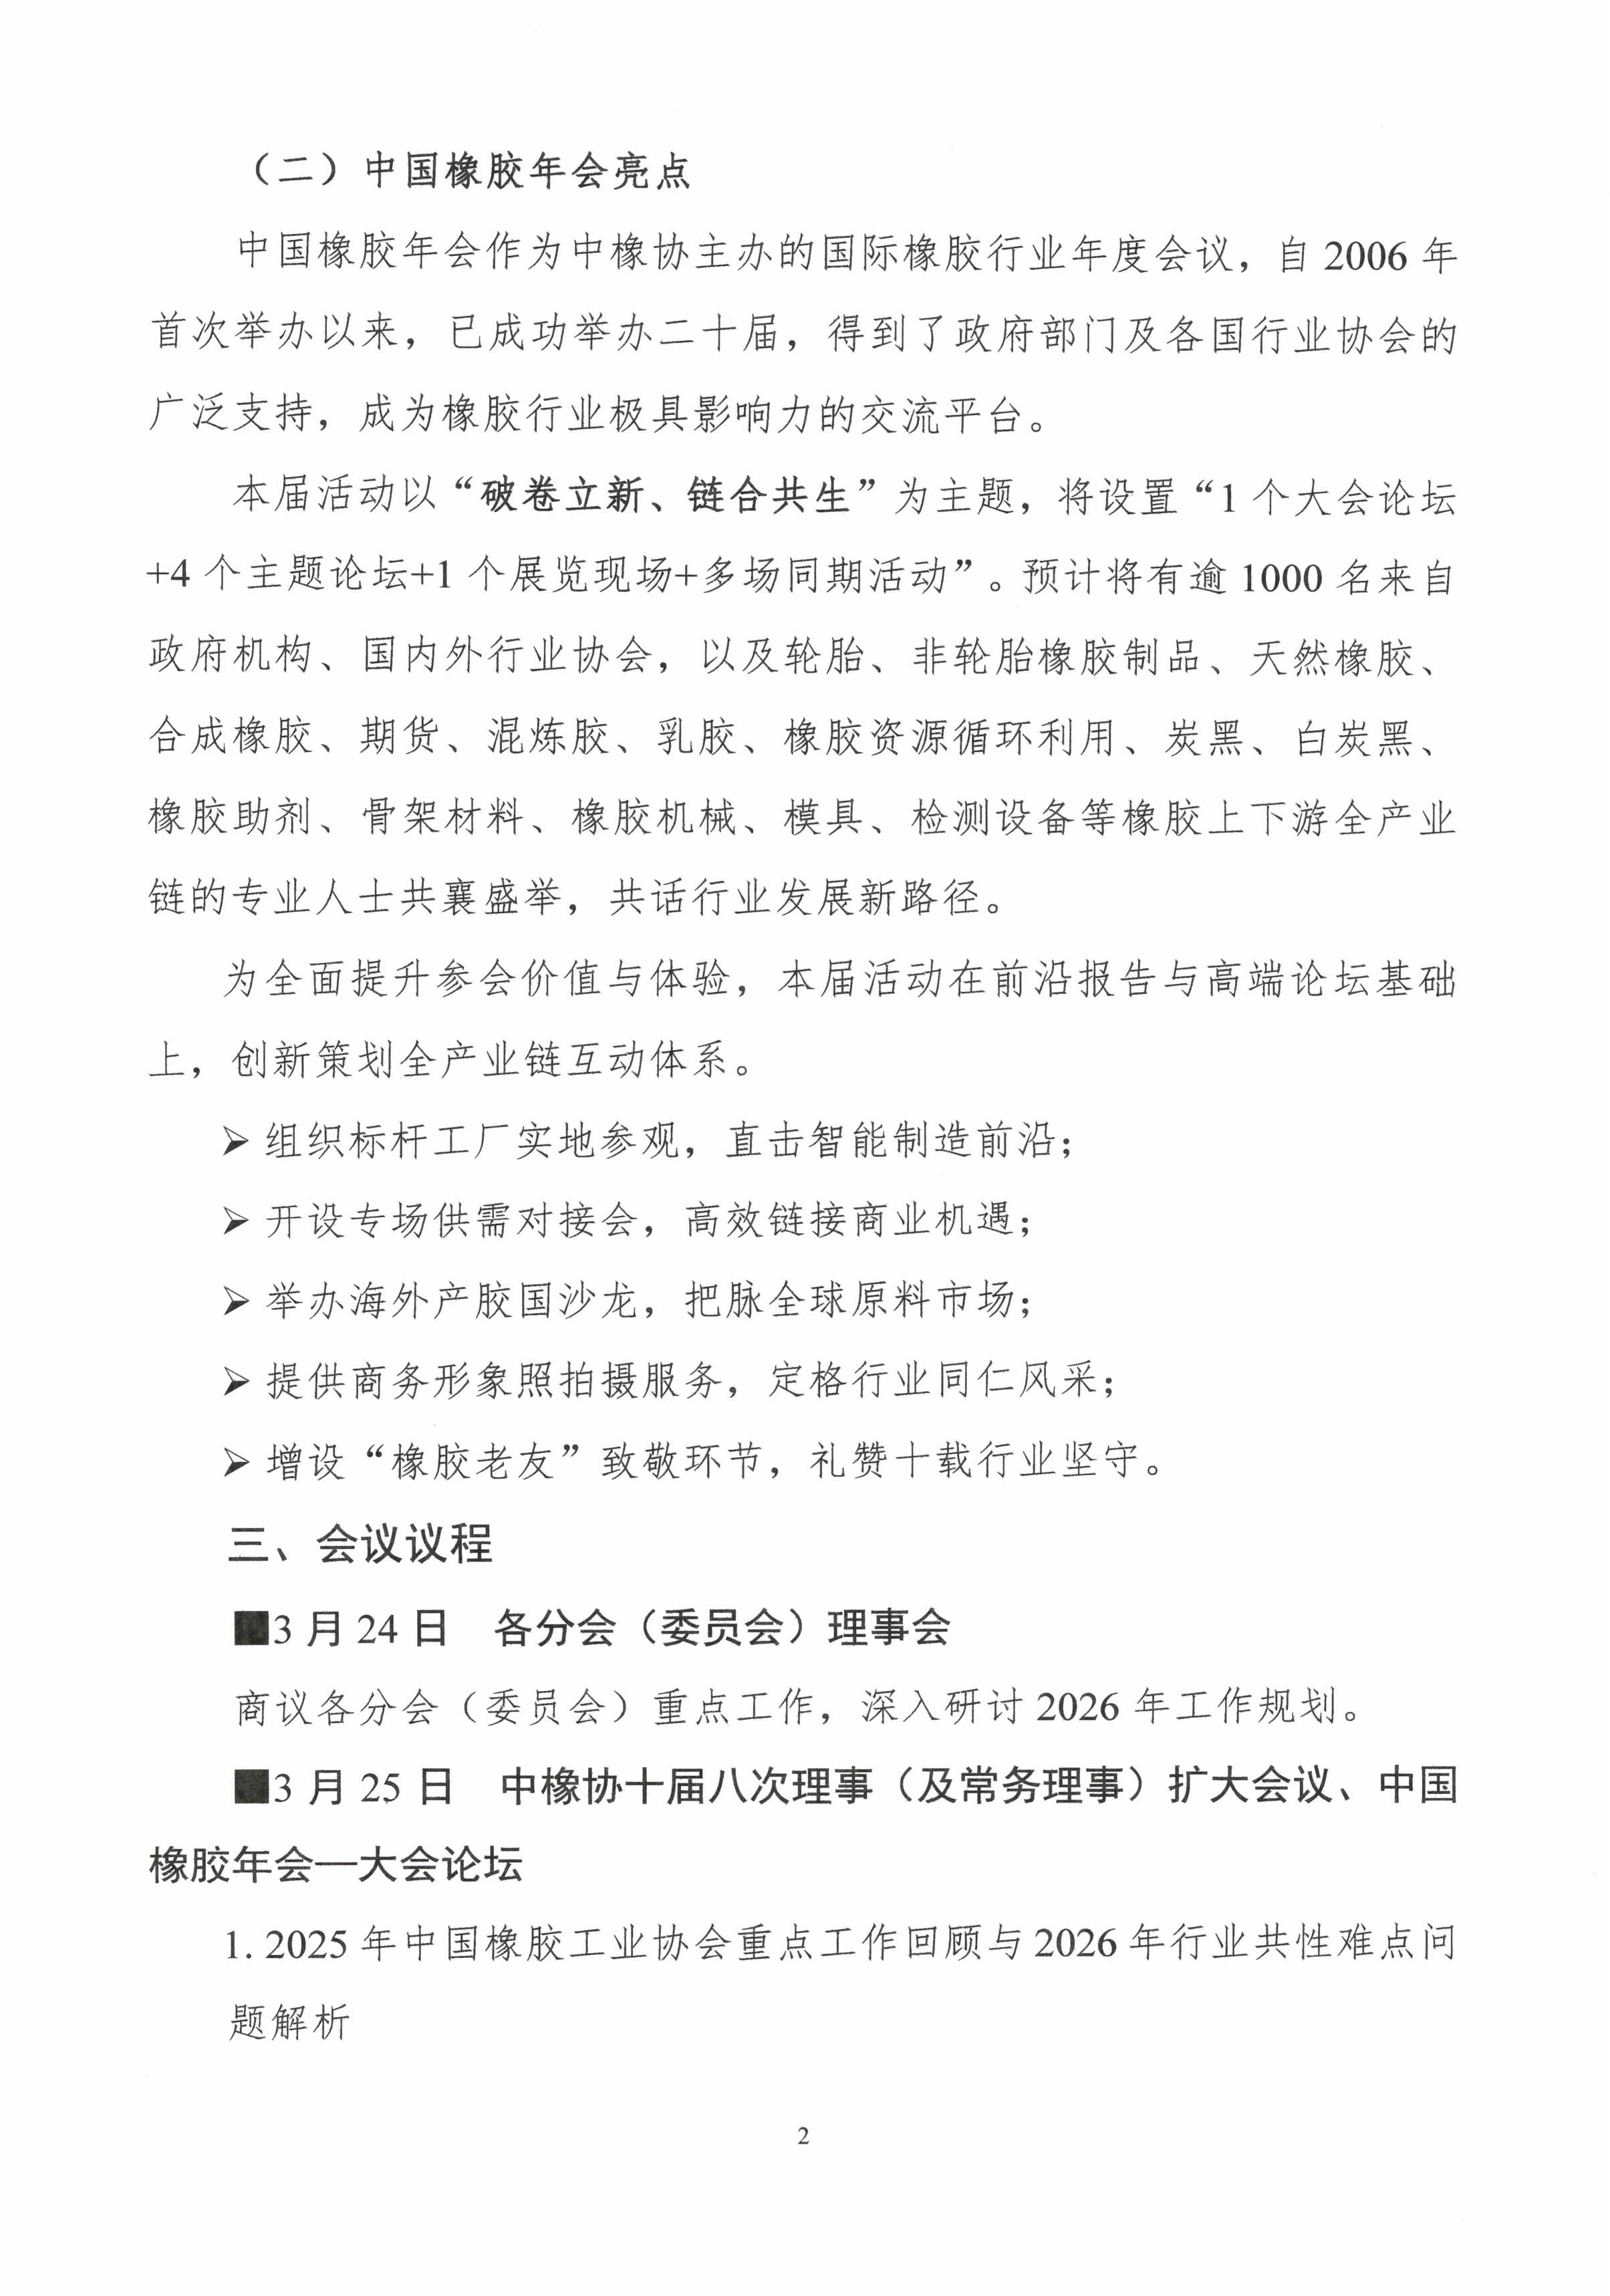 （二）中国橡胶年会亮点
中国橡胶年会作为中橡协主办的国际橡胶行业年度会议，自 2006 年
首次举办以来，已成功举办二十届，得到了政府部门及各国行业协会的
广泛支持，成为橡胶行业极具影响力的交流平台。
本届活动以“破卷立新、链合共生”为主题，将设置“1 个大会论坛
+4 个主题论坛+1 个展览现场+多场同期活动”。预计将有逾 1000 名来自
政府机构、国内外行业协会，以及轮胎、非轮胎橡胶制品、天然橡胶、
合成橡胶、期货、混炼胶、乳胶、橡胶资源循环利用、炭黑、白炭黑、
橡胶助剂、骨架材料、橡胶机械、模具、检测设备等橡胶上下游全产业
链的专业人士共襄盛举，共话行业发展新路径。
为全面提升参会价值与体验，本届活动在前沿报告与高端论坛基础
上，创新策划全产业链互动体系。
➢ 组织标杆工厂实地参观，直击智能制造前沿；
➢ 开设专场供需对接会，高效链接商业机遇；
➢ 举办海外产胶国沙龙，把脉全球原料市场；
➢ 提供商务形象照拍摄服务，定格行业同仁风采；
➢ 增设“橡胶老友”致敬环节，礼赞十载行业坚守。
三、会议议程
■3 月 24 日　各分会（委员会）理事会
商议各分会（委员会）重点工作，深入研讨 2026 年工作规划。
■3 月 25 日　中橡协十届八次理事（及常务理事）扩大会议、中国
橡胶年会—大会论坛
1. 2025 年中国橡胶工业协会重点工作回顾与 2026 年行业共性难点问
题解析
2